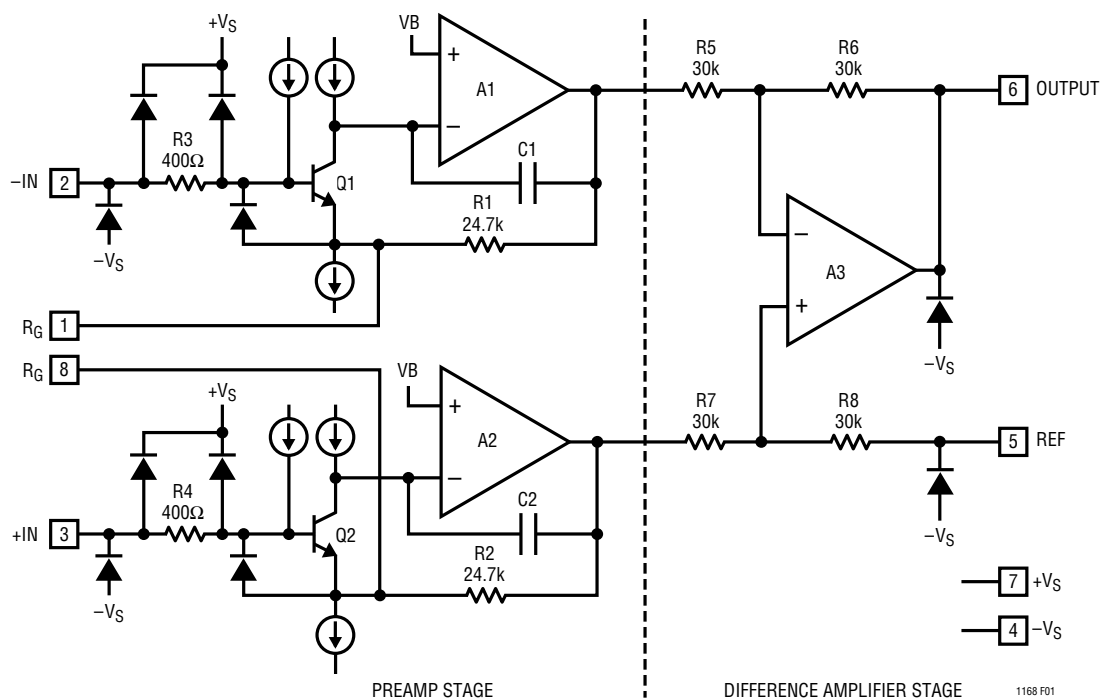 +VS
VB
+
−
A1
R5
30k
R6
30k
6 OUTPUT
R3
400Ω
C1
−IN 2
Q1
R1
24.7k
−VS
−
+
A3
RG 1
RG 8
−VS
VB
+
−
A2
+VS
R7
30k
R8
30k
5 REF
R4
400Ω
C2
+IN 3
Q2
R2
24.7k
−VS
−VS
7 +VS
4 −VS
PREAMP STAGE
DIFFERENCE AMPLIFIER STAGE
1168 F01